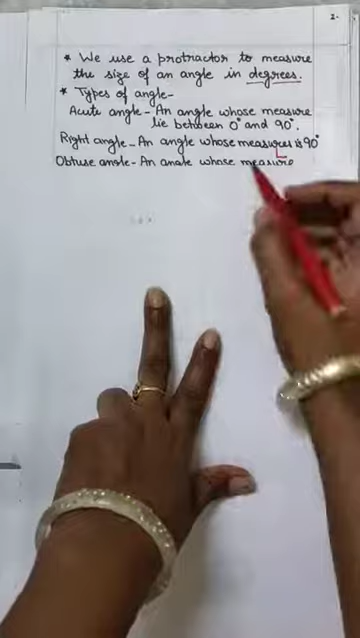 2.
* We use a protractor to measure
the size of an angle in degrees.
* Types of angle-
Acute angle - An angle whose measure
lie between 0° and 90°.
Right angle - An angle whose measures is 90°
Obtuse angle - An angle whose measure